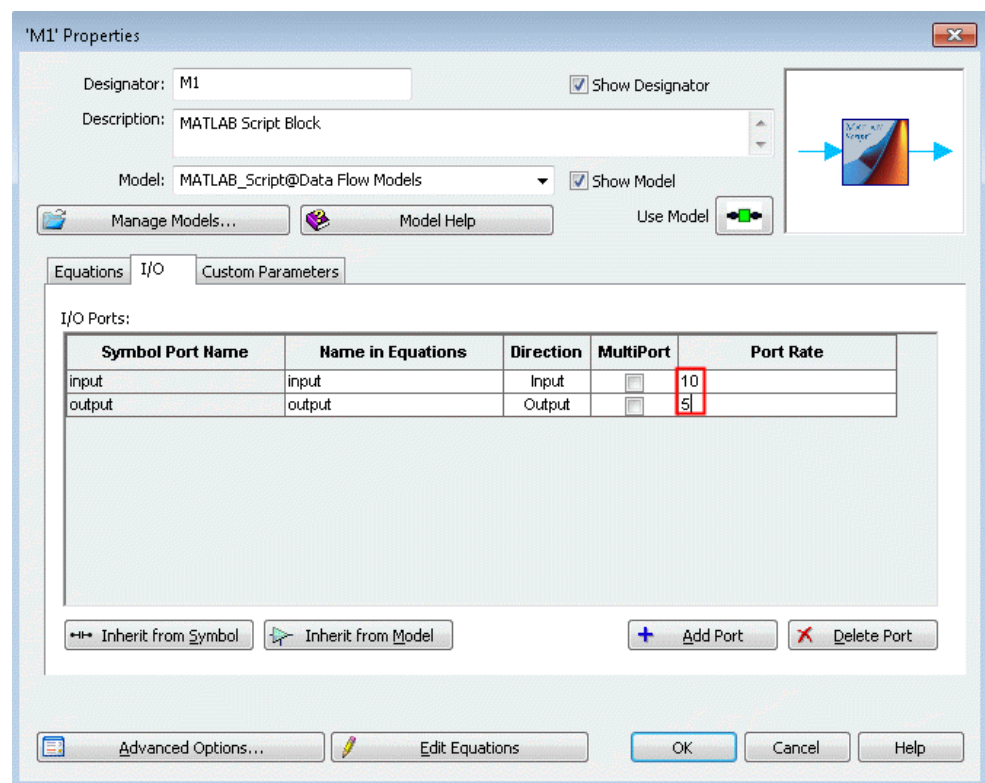 'M1' Properties
Designator: M1 Show Designator
Description: MATLAB Script Block
Model: MATLAB_Script@Data Flow Models Show Model
Manage Models... Model Help Use Model
Equations I/O Custom Parameters
I/O Ports:
Symbol Port Name Name in Equations Direction MultiPort Port Rate
input input Input 10
output output Output 5
Inherit from Symbol Inherit from Model Add Port Delete Port
Advanced Options... Edit Equations OK Cancel Help